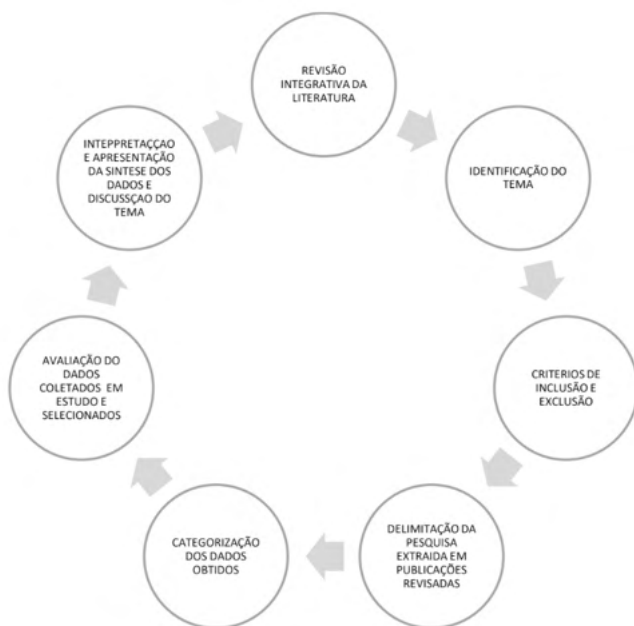 REVISÃO
INTEGRATIVA DA
LITERATURA
IDENTIFICAÇÃO DO
TEMA
CRITERIOS DE
INCLUSÃO E
EXCLUSÃO
DELIMITAÇÃO DA
PESQUISA
EXTRAIDA EM
PUBLICAÇÕES
REVISADAS
CATEGORIZAÇÃO
DOS DADOS
OBTIDOS
AVALIAÇÃO DO
DADOS
COLETADOS EM
ESTUDO E
SELECIONADOS
INTEPPRETAÇÇAO
E APRESENTAÇÃO
DA SINTESE DOS
DADOS E
DISCUSSÇAO DO
TEMA